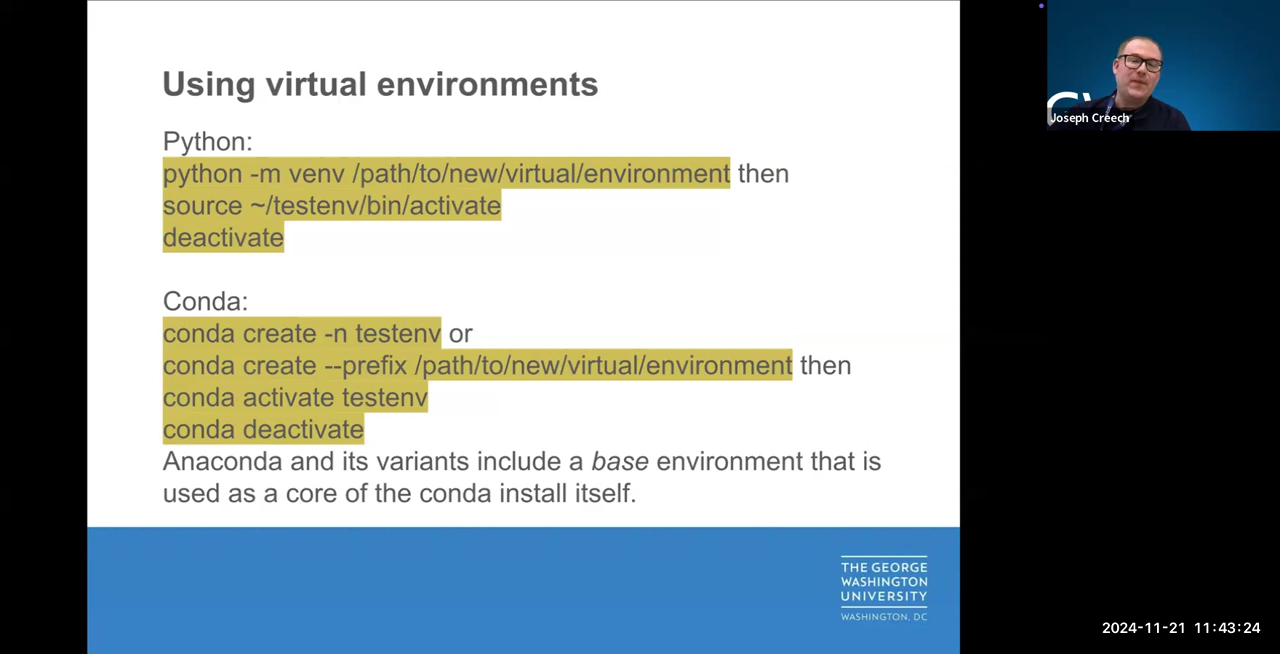 Using virtual environments
Python:
python -m venv /path/to/new/virtual/environment then
source ~/testenv/bin/activate
deactivate
Conda:
conda create -n testenv or
conda create --prefix /path/to/new/virtual/environment then
conda activate testenv
conda deactivate
Anaconda and its variants include a base environment that is
used as a core of the conda install itself.
THE GEORGE
WASHINGTON
UNIVERSITY
WASHINGTON, DC
Joseph Creech
2024-11-21 11:43:24